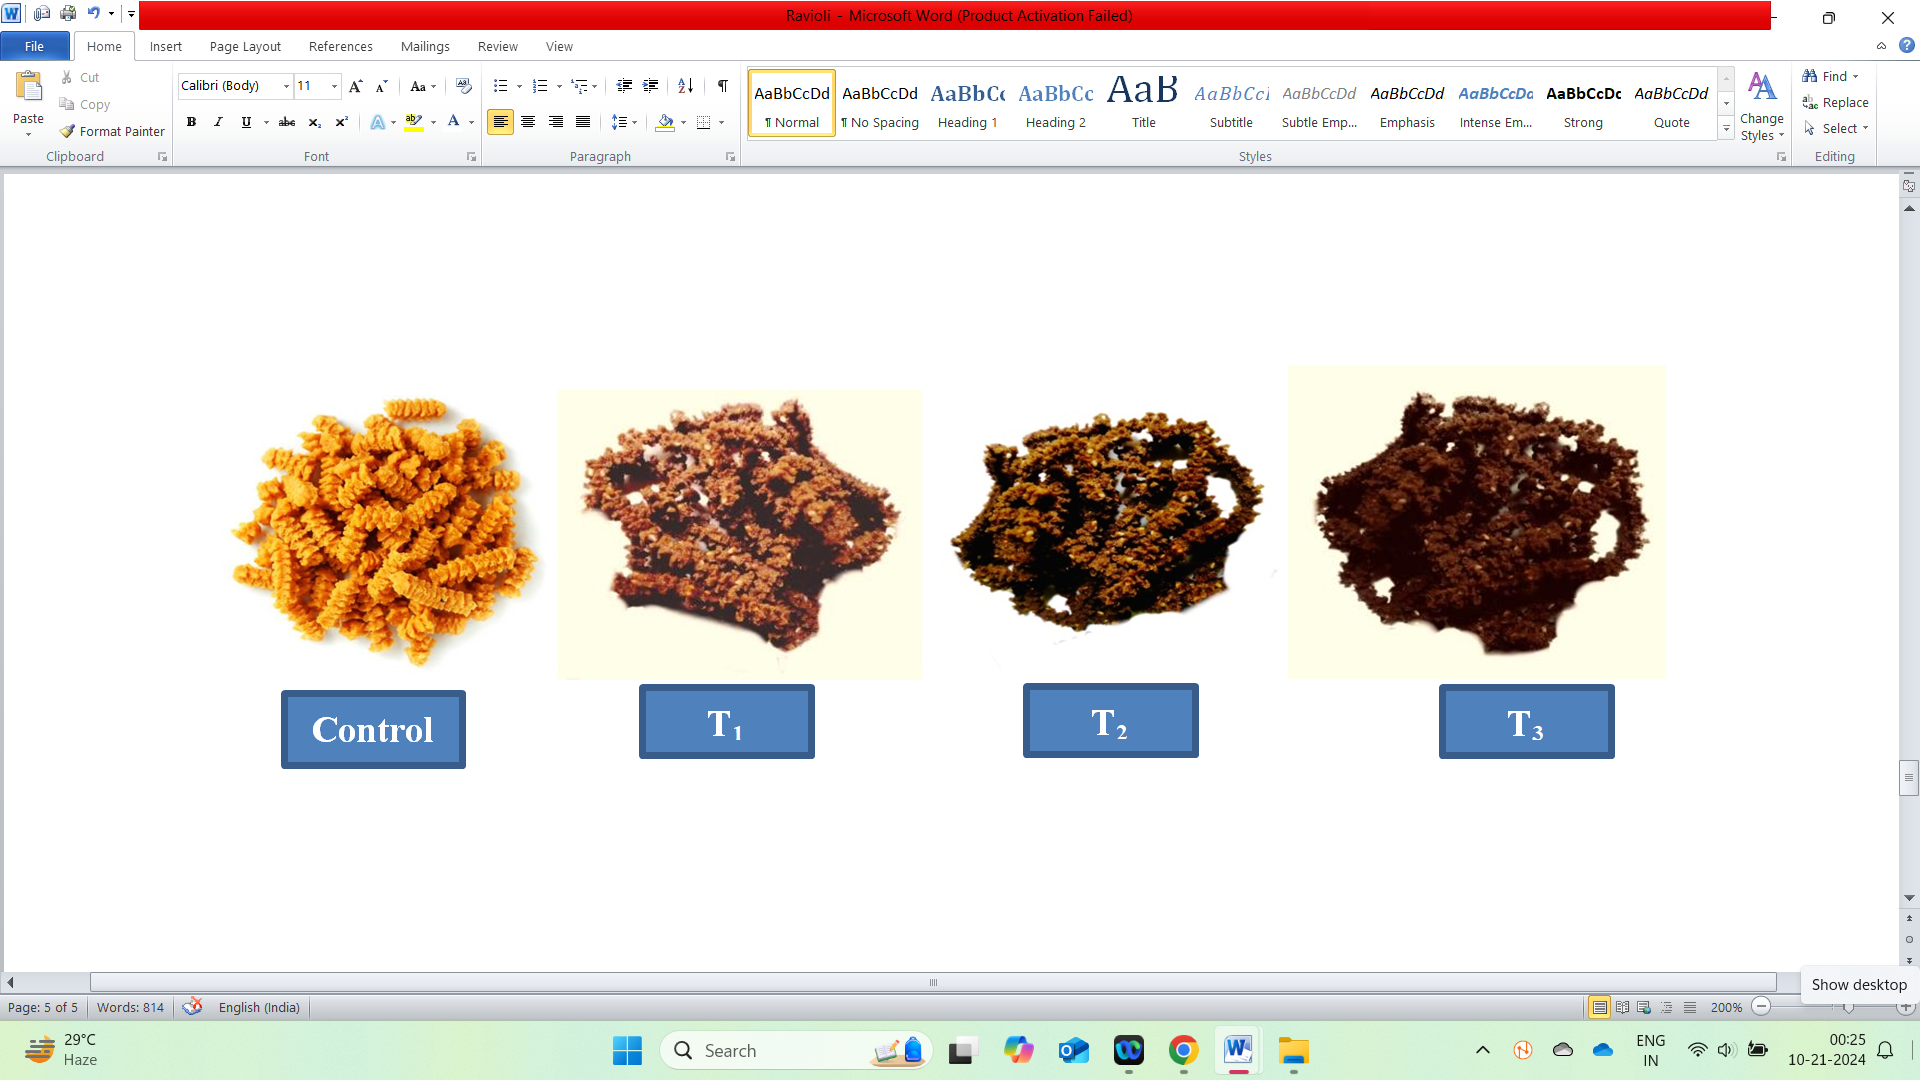 Ravioli - Microsoft Word (Product Activation Failed)
File Home Insert Page Layout References Mailings Review View
Paste
Cut
Copy
Format Painter
Clipboard
Calibri (Body) 11
Font
Paragraph
AaBbCcDd AaBbCcDd AaBbCc AaBbCc AaB AaBbCcI AaBbCcDd AaBbCcDd AaBbCcDd AaBbCcDc AaBbCcDd
¶ Normal ¶ No Spacing Heading 1 Heading 2 Title Subtitle Subtle Emp... Emphasis Intense Em... Strong Quote
Styles
Change
Styles
Find
Replace
Select
Editing
Control
T₁
T₂
T₃
Show desktop
Page: 5 of 5 Words: 814 English (India) 200%
29°C
Haze
Search
ENG
IN
00:25
10-21-2024